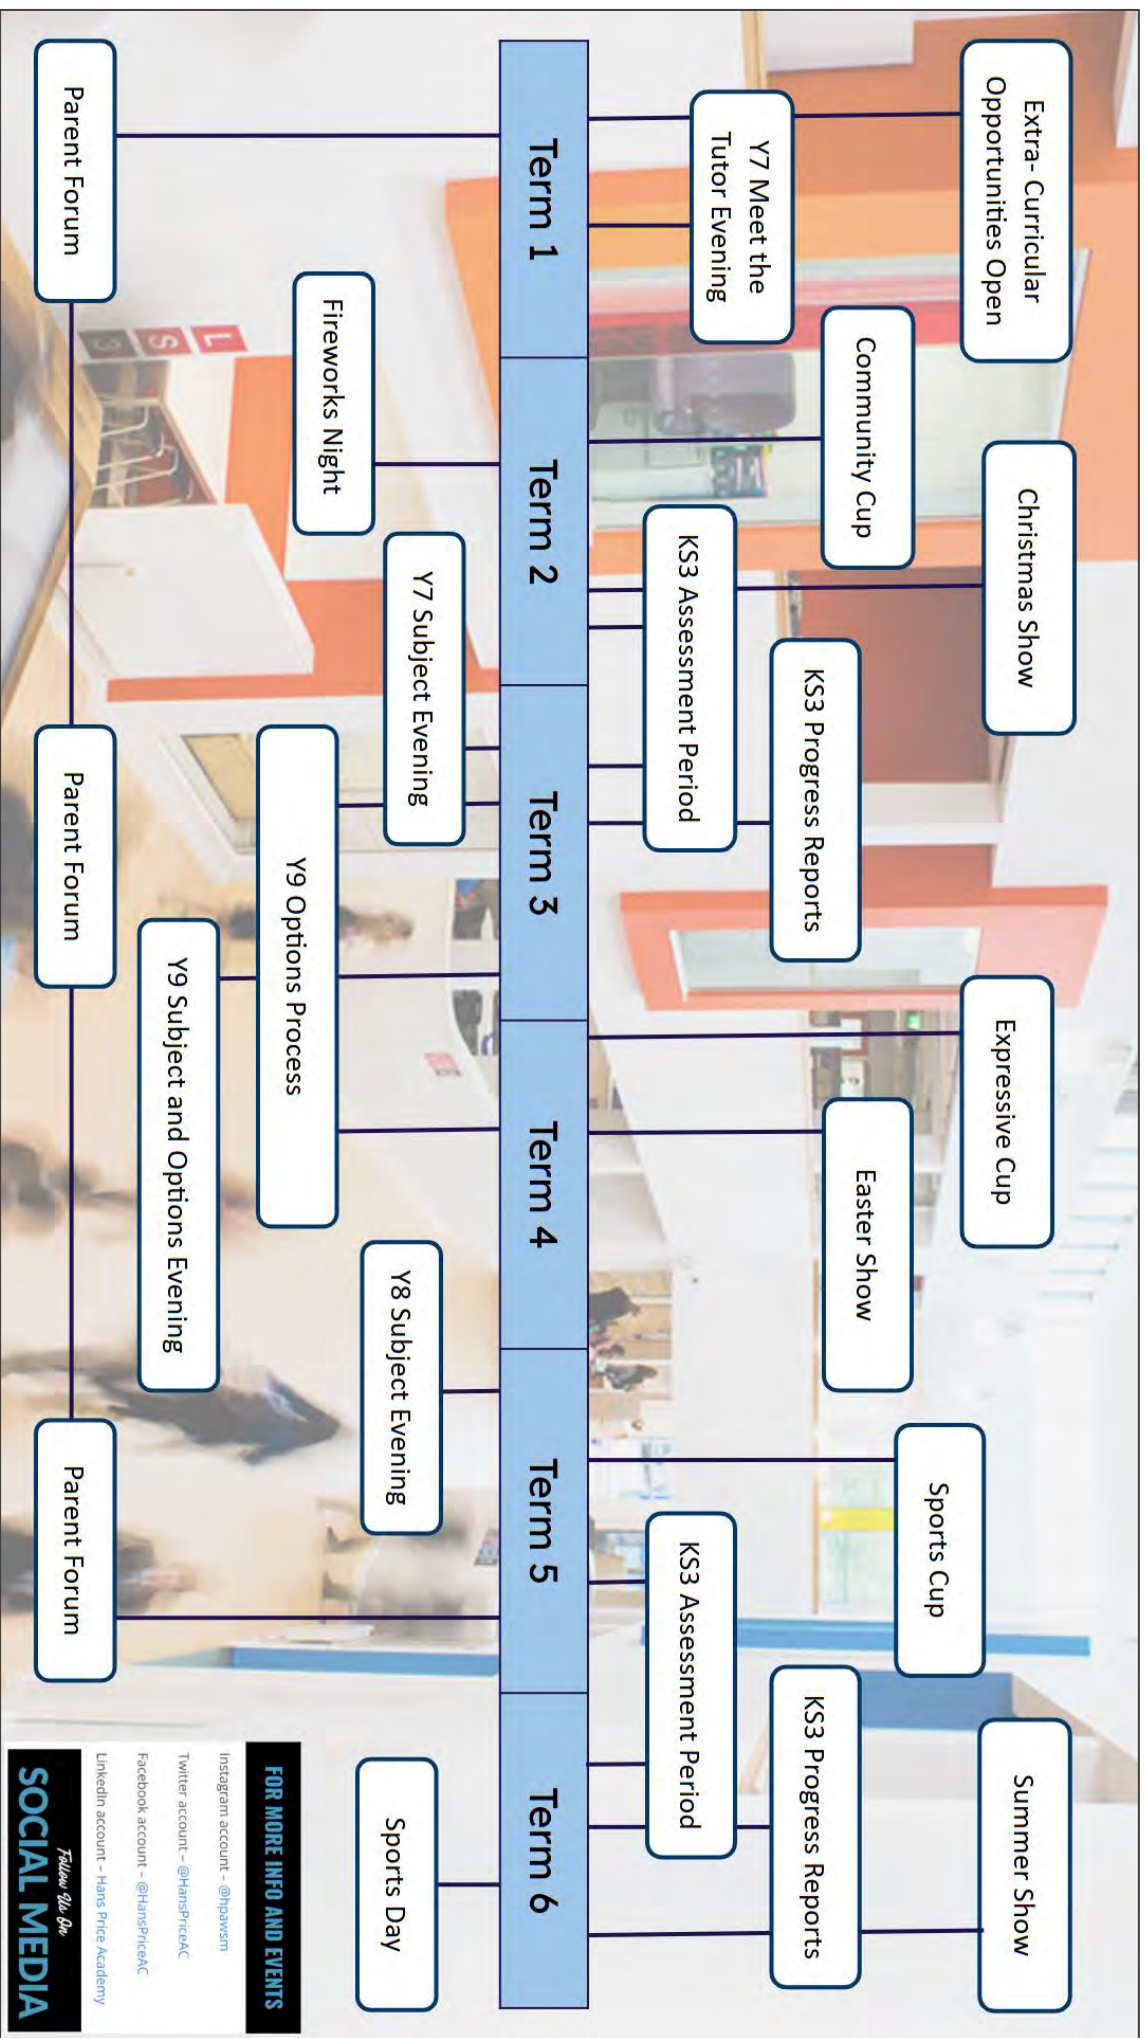 Extra- Curricular
Opportunities Open
Christmas Show
Expressive Cup
Summer Show
Community Cup
Easter Show
Sports Cup
KS3 Progress Reports
KS3 Progress Reports
Y7 Meet the
Tutor Evening
KS3 Assessment Period
KS3 Assessment Period
Term 1
Term 2
Term 3
Term 4
Term 5
Term 6
Y7 Subject Evening
Y8 Subject Evening
Sports Day
Fireworks Night
Y9 Options Process
Y9 Subject and Options Evening
Parent Forum
Parent Forum
Parent Forum
FOR MORE INFO AND EVENTS
Instagram account – @hpawsm
Twitter account – @HansPriceAC
Facebook account – @HansPriceAC
LinkedIn account – Hans Price Academy
Follow Us On
SOCIAL MEDIA
L
S
3